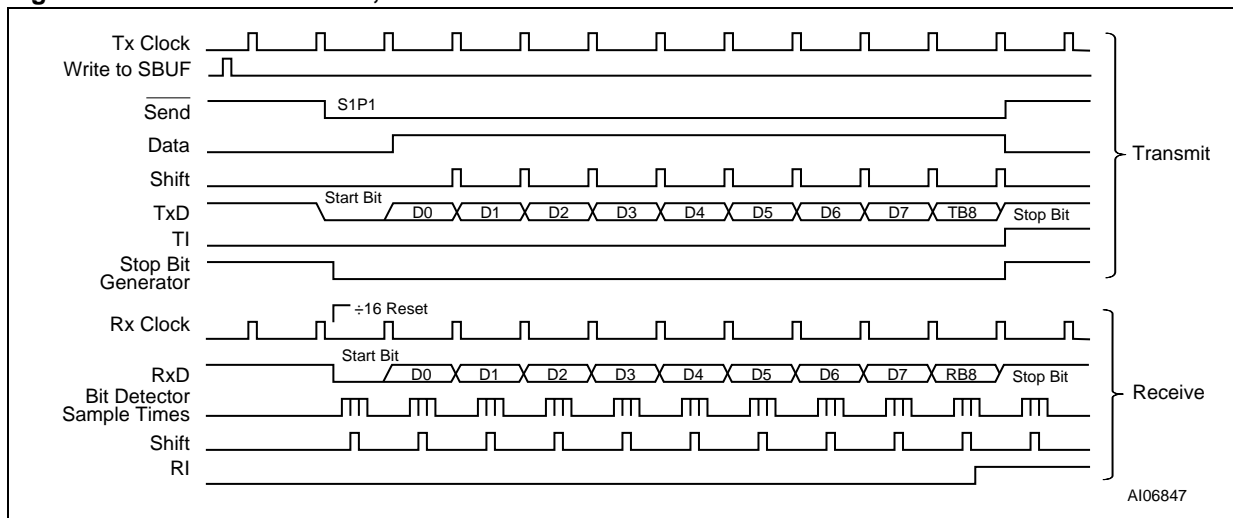 Tx Clock
Write to SBUF
Send
S1P1
Data
Shift
Start Bit
TxD
D0 D1 D2 D3 D4 D5 D6 D7 TB8 Stop Bit
TI
Stop Bit
Generator
Transmit
÷16 Reset
Rx Clock
Start Bit
RxD
D0 D1 D2 D3 D4 D5 D6 D7 RB8 Stop Bit
Bit Detector
Sample Times
Shift
RI
Receive
AI06847